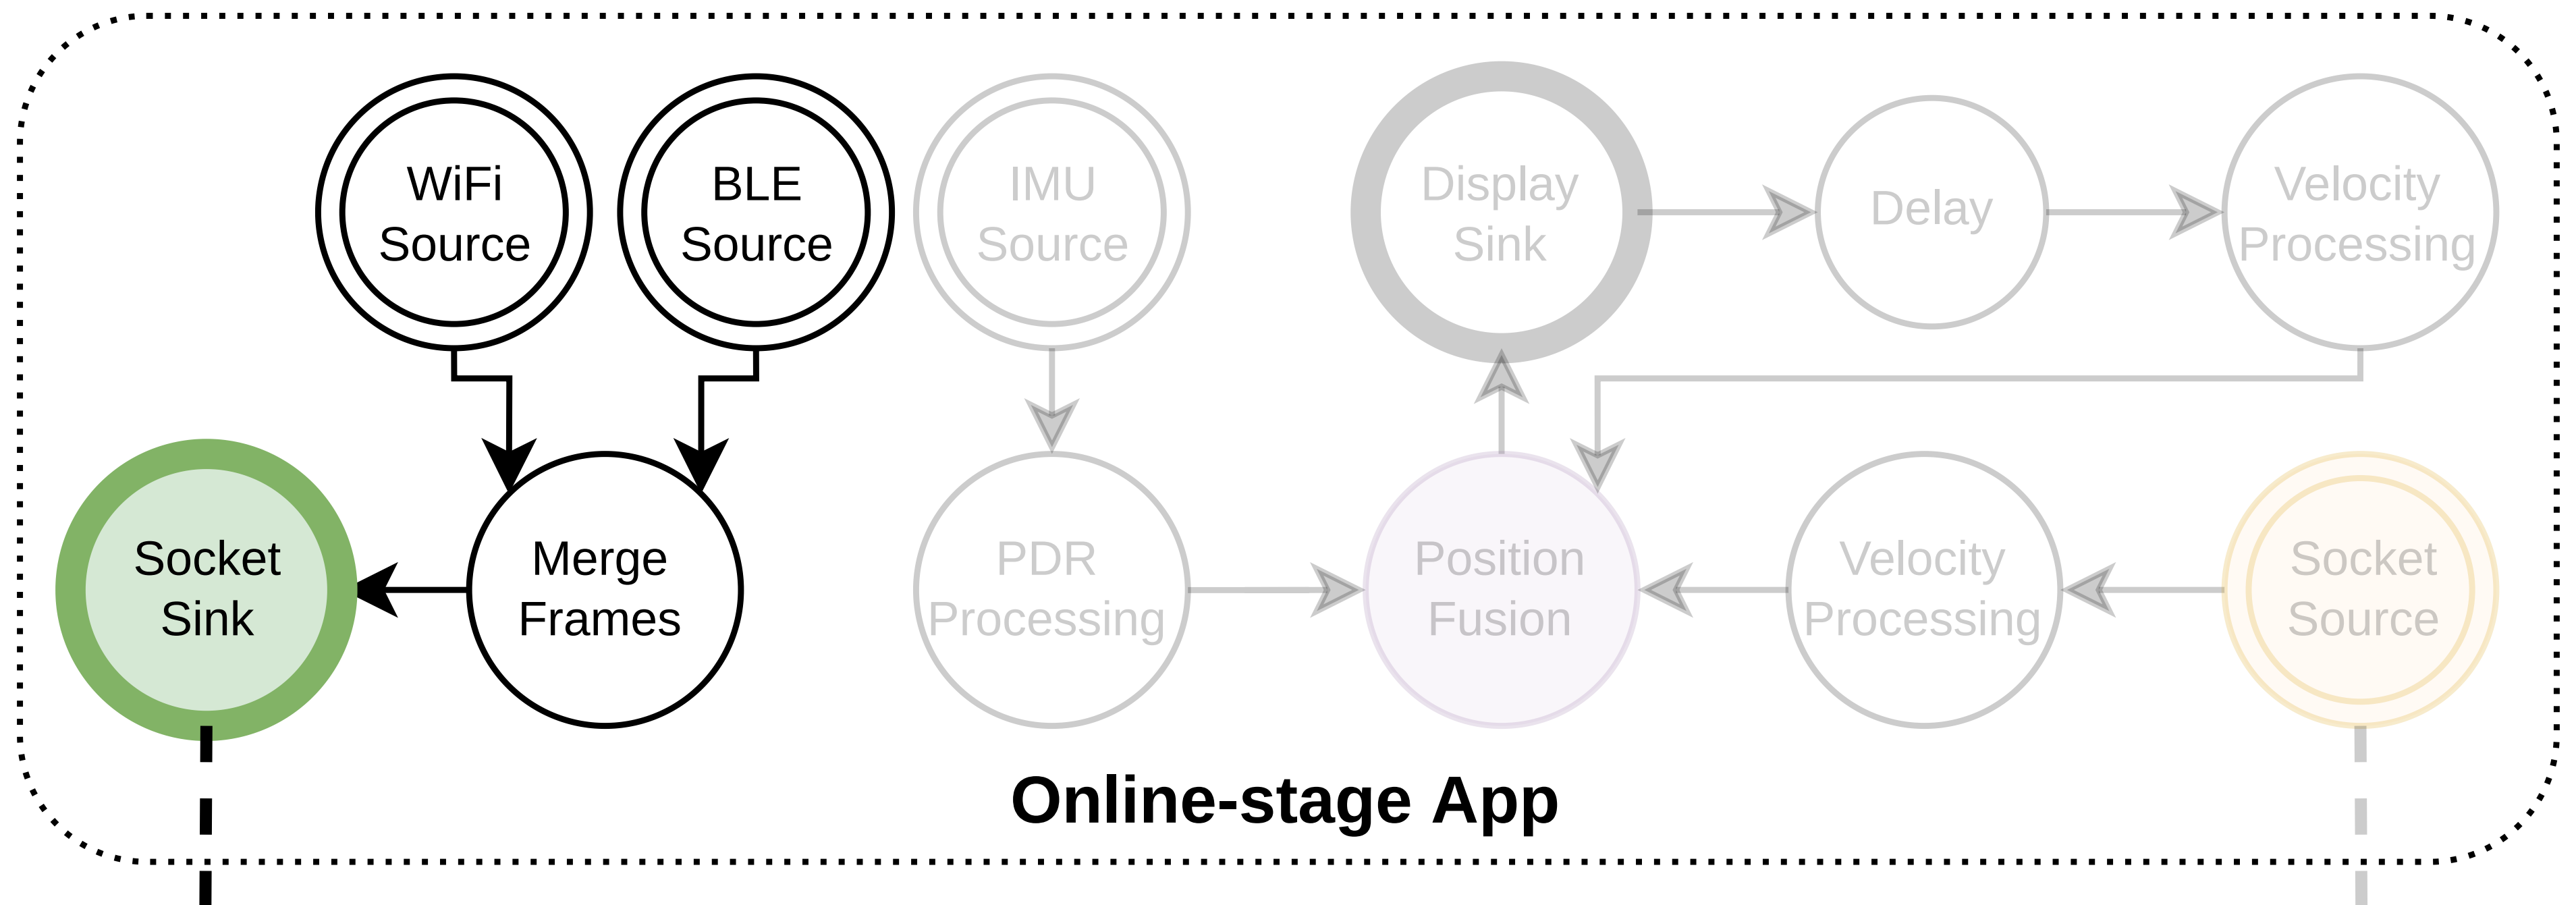 WiFi
Source
BLE
Source
IMU
Source
Display
Sink
Delay
Velocity
Processing
Socket
Sink
Merge
Frames
PDR
Processing
Position
Fusion
Velocity
Processing
Socket
Source
Online-stage App